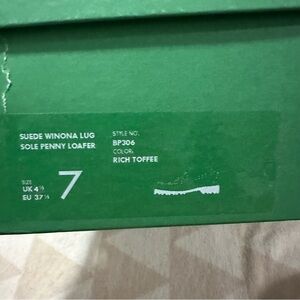 SUEDE WINONA LUG
SOLE PENNY LOAFER
STYLE NO.
BP306
COLOR:
RICH TOFFEE
SIZE
UK 4½
EU 37½
7